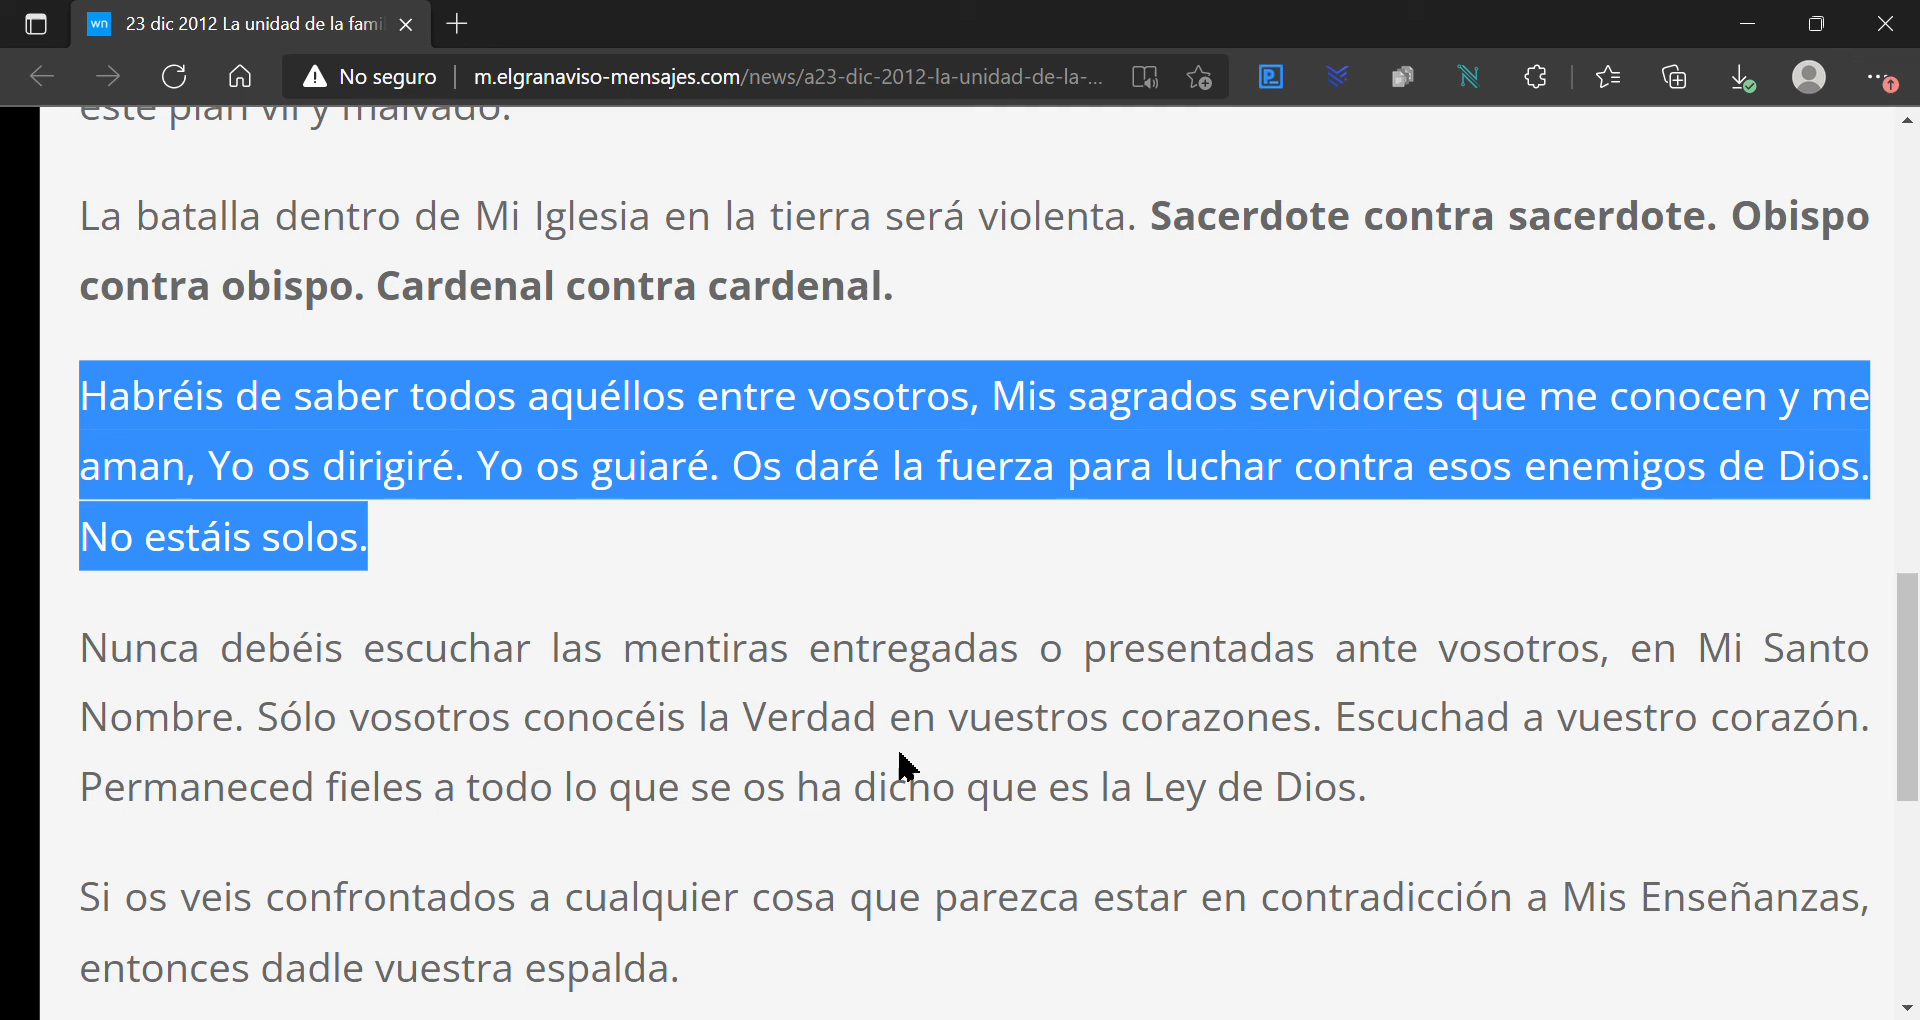 23 dic 2012 La unidad de la fami
No seguro
m.elgranaviso-mensajes.com/news/a23-dic-2012-la-unidad-de-la-...
este plan vil y malvado.
La batalla dentro de Mi Iglesia en la tierra será violenta. Sacerdote contra sacerdote. Obispo
contra obispo. Cardenal contra cardenal.
Habréis de saber todos aquéllos entre vosotros, Mis sagrados servidores que me conocen y me
aman, Yo os dirigiré. Yo os guiaré. Os daré la fuerza para luchar contra esos enemigos de Dios.
No estáis solos.
Nunca debéis escuchar las mentiras entregadas o presentadas ante vosotros, en Mi Santo
Nombre. Sólo vosotros conocéis la Verdad en vuestros corazones. Escuchad a vuestro corazón.
Permaneced fieles a todo lo que se os ha dicho que es la Ley de Dios.
Si os veis confrontados a cualquier cosa que parezca estar en contradicción a Mis Enseñanzas,
entonces dadle vuestra espalda.